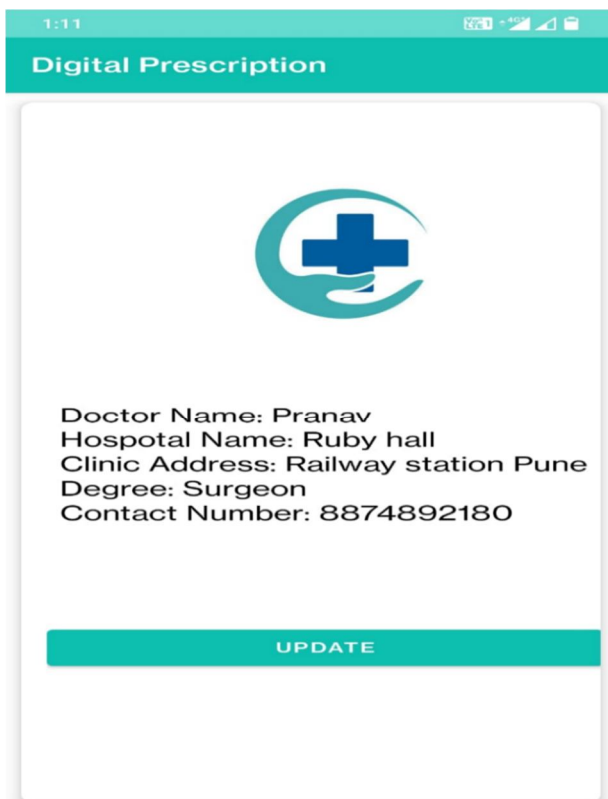 1:11
Digital Prescription
Doctor Name: Pranav
Hospotal Name: Ruby hall
Clinic Address: Railway station Pune
Degree: Surgeon
Contact Number: 8874892180
UPDATE